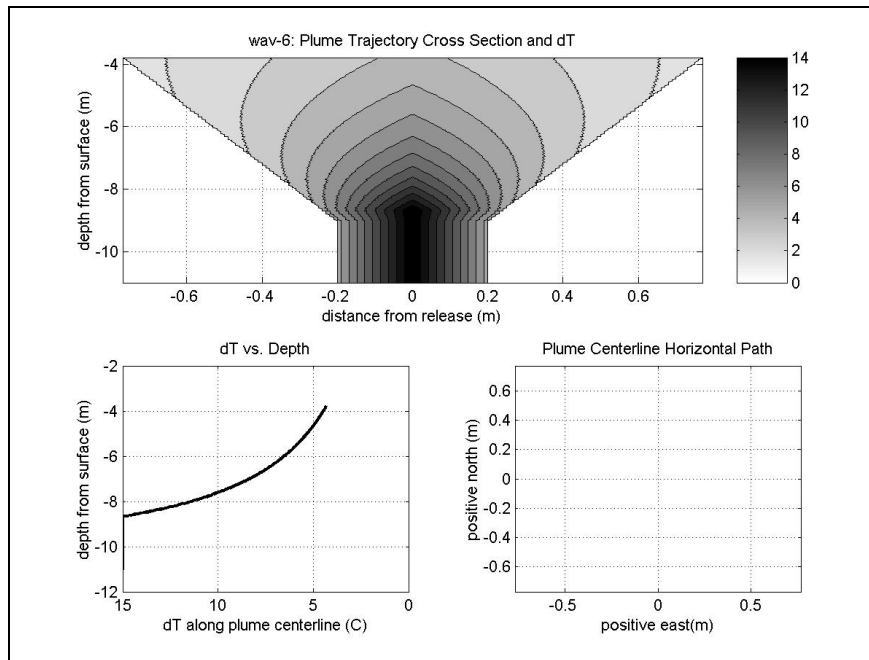 wav-6: Plume Trajectory Cross Section and dT
depth from surface (m)
-4
-6
-8
-10
-0.6 -0.4 -0.2 0 0.2 0.4 0.6
distance from release (m)
14
12
10
8
6
4
2
0
dT vs. Depth
depth from surface (m)
-2
-4
-6
-8
-10
-12
15 10 5 0
dT along plume centerline (C)
Plume Centerline Horizontal Path
positive north (m)
0.6
0.4
0.2
0
-0.2
-0.4
-0.6
-0.5 0 0.5
positive east(m)